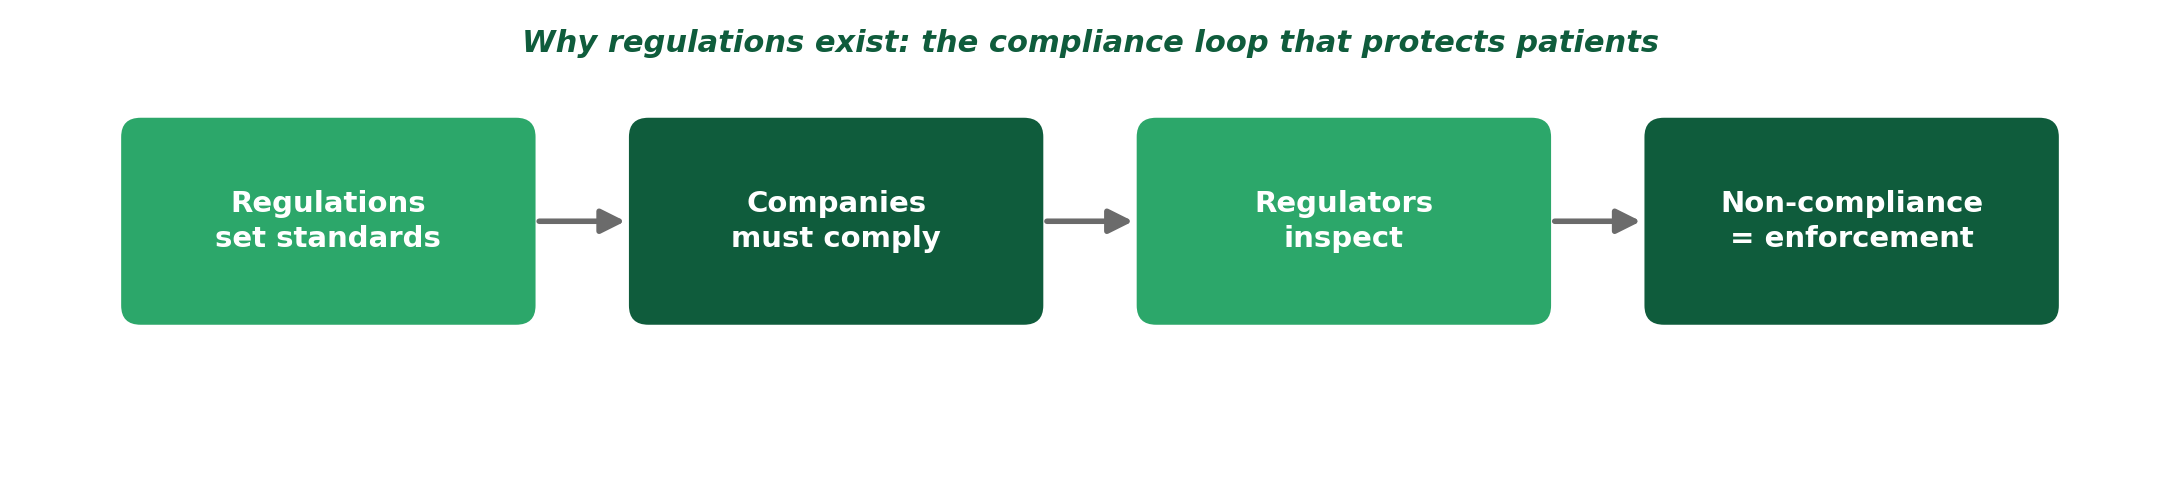 Why regulations exist: the compliance loop that protects patients
Regulations
set standards
Companies
must comply
Regulators
inspect
Non-compliance
= enforcement